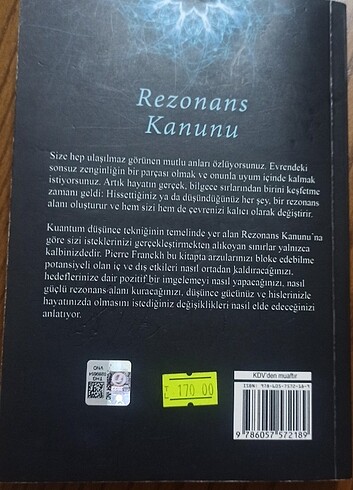 Rezonans
Kanunu
Size hep ulaşılmaz görünen mutlu anları özlüyorsunuz. Evrendeki
sonsuz zenginliğin bir parçası olmak ve onunla uyum içinde kalmak
istiyorsunuz. Artık hayatın gerçek, bilgece sırlarından birini keşfetme
zamanı geldi: Hissettiğiniz ya da düşündüğünüz her şey, bir rezonans
alanı oluşturur ve hem sizi hem de çevrenizi kalıcı olarak değiştirir.
Kuantum düşünce tekniğinin temelinde yer alan Rezonans Kanunu'na
göre sizi isteklerinizi gerçekleştirmekten alıkoyan sınırlar yalnızca
kalbinizdedir. Pierre Franckh bu kitapta arzularınızı bloke edebilme
potansiyeli olan iç ve dış etkileri nasıl ortadan kaldıracağınızı,
hedeflerinize dair pozitif bir imgelemeyi nasıl yapacağınızı, nasıl
güçlü rezonans alanı kuracağınızı, düşünce gücünüz ve hislerinizle
hayatınızda olmasını istediğiniz değişiklikleri nasıl elde edeceğinizi
anlatıyor.
TL 170.00
KDV'den muaftır
ISBN: 978-605-7572-18-9
9 786057 572189